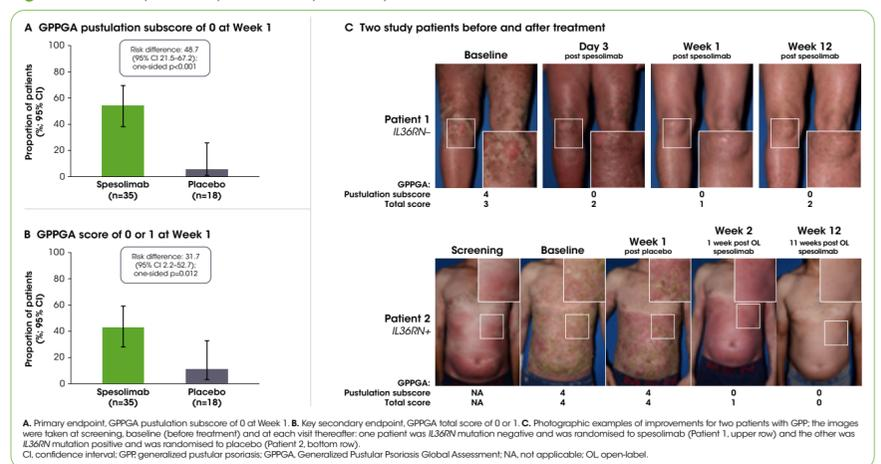 A GPPGA pustulation subscore of 0 at Week 1
Proportion of patients
(%; 95% CI)
100
80
60
40
20
0
Risk difference: 48.7
(95% CI 21.5–67.2);
one-sided p<0.001
Spesolimab
(n=35)
Placebo
(n=18)
B GPPGA score of 0 or 1 at Week 1
Proportion of patients
(%; 95% CI)
100
80
60
40
20
0
Risk difference: 31.7
(95% CI 2.2–52.7);
one-sided p=0.012
Spesolimab
(n=35)
Placebo
(n=18)
C Two study patients before and after treatment
Baseline
Day 3
post spesolimab
Week 1
post spesolimab
Week 12
post spesolimab
Patient 1
IL36RN–
GPPGA:
Pustulation subscore 4 0 0 0
Total score 3 2 1 2
Screening
Baseline
Week 1
post placebo
Week 2
1 week post OL
spesolimab
Week 12
11 weeks post OL
spesolimab
Patient 2
IL36RN+
GPPGA:
Pustulation subscore NA 4 4 0 0
Total score NA 4 4 1 0
A. Primary endpoint, GPPGA pustulation subscore of 0 at Week 1. B. Key secondary endpoint, GPPGA total score of 0 or 1. C. Photographic examples of improvements for two patients with GPP; the images
were taken at screening, baseline (before treatment) and at each visit thereafter: one patient was IL36RN mutation negative and was randomised to spesolimab (Patient 1, upper row) and the other was
IL36RN mutation positive and was randomised to placebo (Patient 2, bottom row).
CI, confidence interval; GPP, generalized pustular psoriasis; GPPGA, Generalized Pustular Psoriasis Global Assessment; NA, not applicable; OL, open-label.